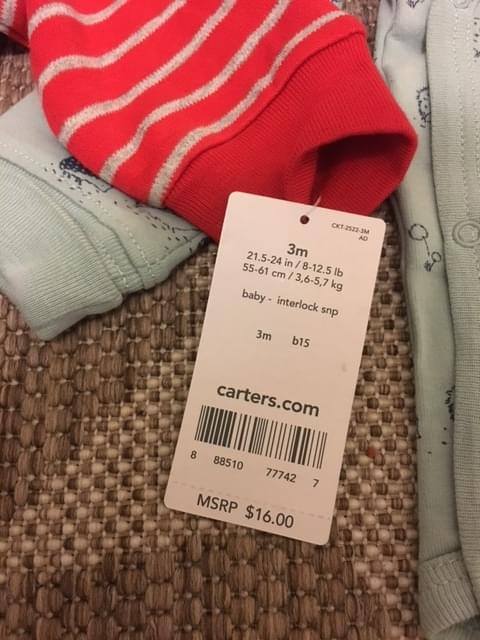 CKT-2522-3M
AD
3m
21.5-24 in / 8-12.5 lb
55-61 cm / 3,6-5,7 kg
baby - interlock snp
3m b15
carters.com
8 88510 77742 7
MSRP $16.00